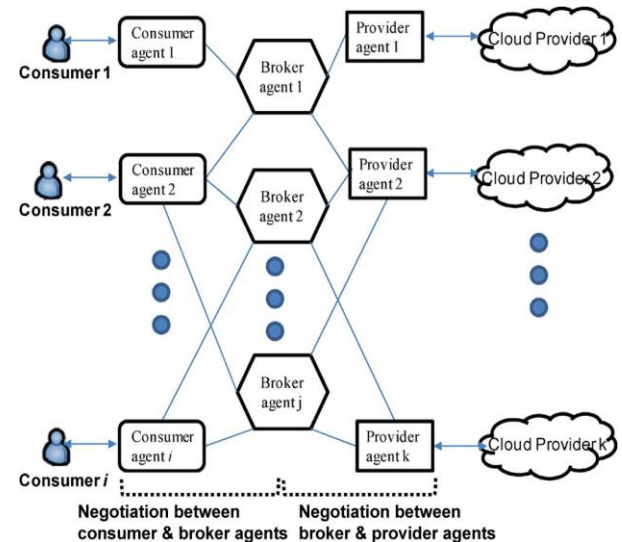 Consumer
agent 1
Provider
agent 1
Cloud Provider 1
Consumer 1
Broker
agent 1
Consumer
agent 2
Provider
agent 2
Cloud Provider 2
Consumer 2
Broker
agent 2
Broker
agent j
Consumer
agent i
Provider
agent k
Cloud Provider k
Consumer i
Negotiation between
consumer & broker agents
Negotiation between
broker & provider agents